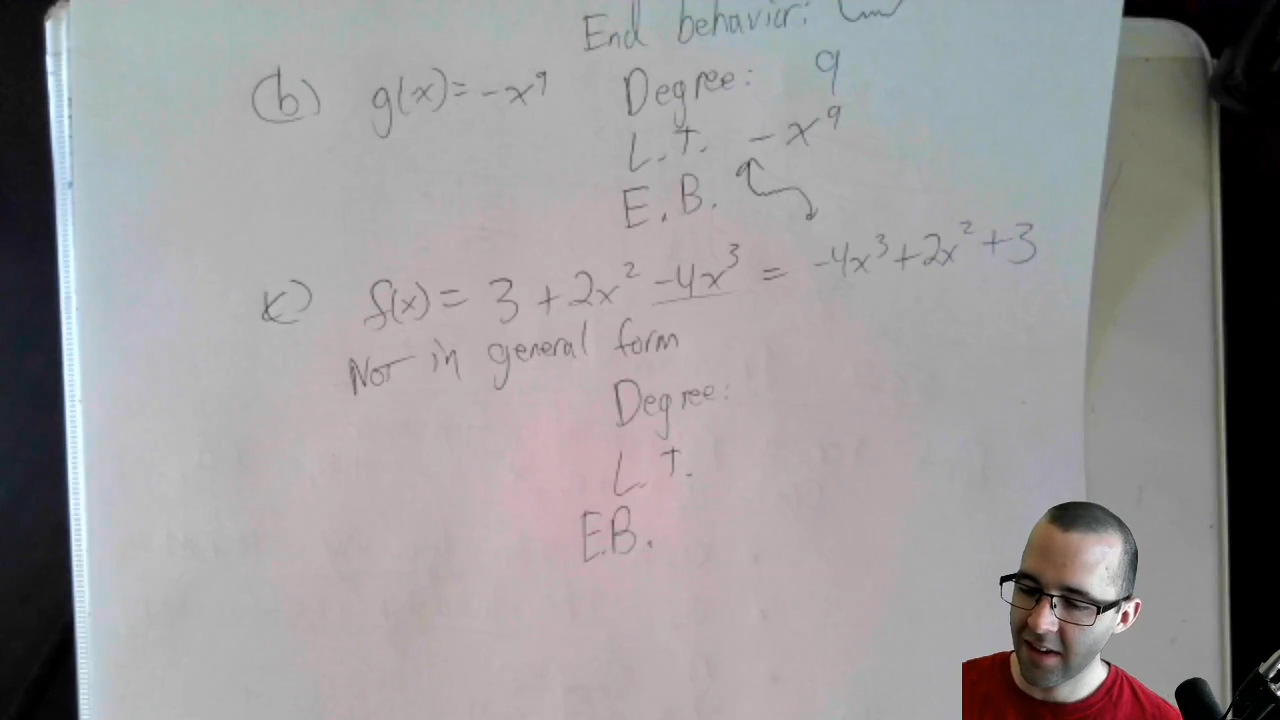 End behavior:
(b) g(x) = -x⁹ Degree: 9
L.T. -x⁹
E.B.
c) f(x) = 3 + 2x² - 4x³ = -4x³ + 2x² + 3
Not in general form
Degree:
L.T.
E.B.